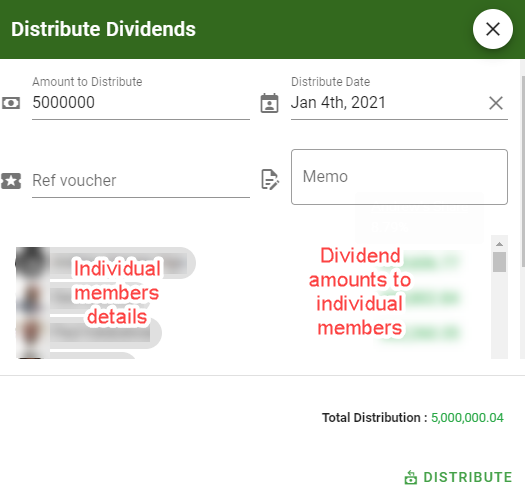 Distribute Dividends
Amount to Distribute
5000000
Distribute Date
Jan 4th, 2021
Ref voucher
Memo
Individual
members
details
Dividend
amounts to
individual
members
Total Distribution : 5,000,000.04
DISTRIBUTE